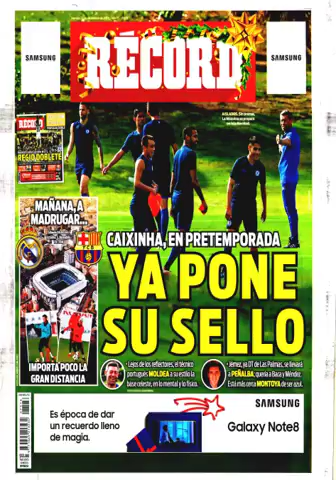 SAMSUNG
RÉCORD
SAMSUNG
RÉCORD
REGIO DOBLETE
MAÑANA, A
MADRUGAR...
IMPORTA POCO LA
GRAN DISTANCIA
CAIXINHA, EN PRETEMPORADA
YA PONE
SU SELLO
Lejos de los reflectores, el técnico
portugués MOLDEA a su estilo la
base celeste, en lo mental y lo físico.
Jémez, ya DT de Las Palmas, se llevará
a PEÑALBA; quería a Baca y Méndez.
Está más cerca MONTOYA de ser azul.
Es época de dar
un recuerdo lleno
de magia.
SAMSUNG
Galaxy Note8